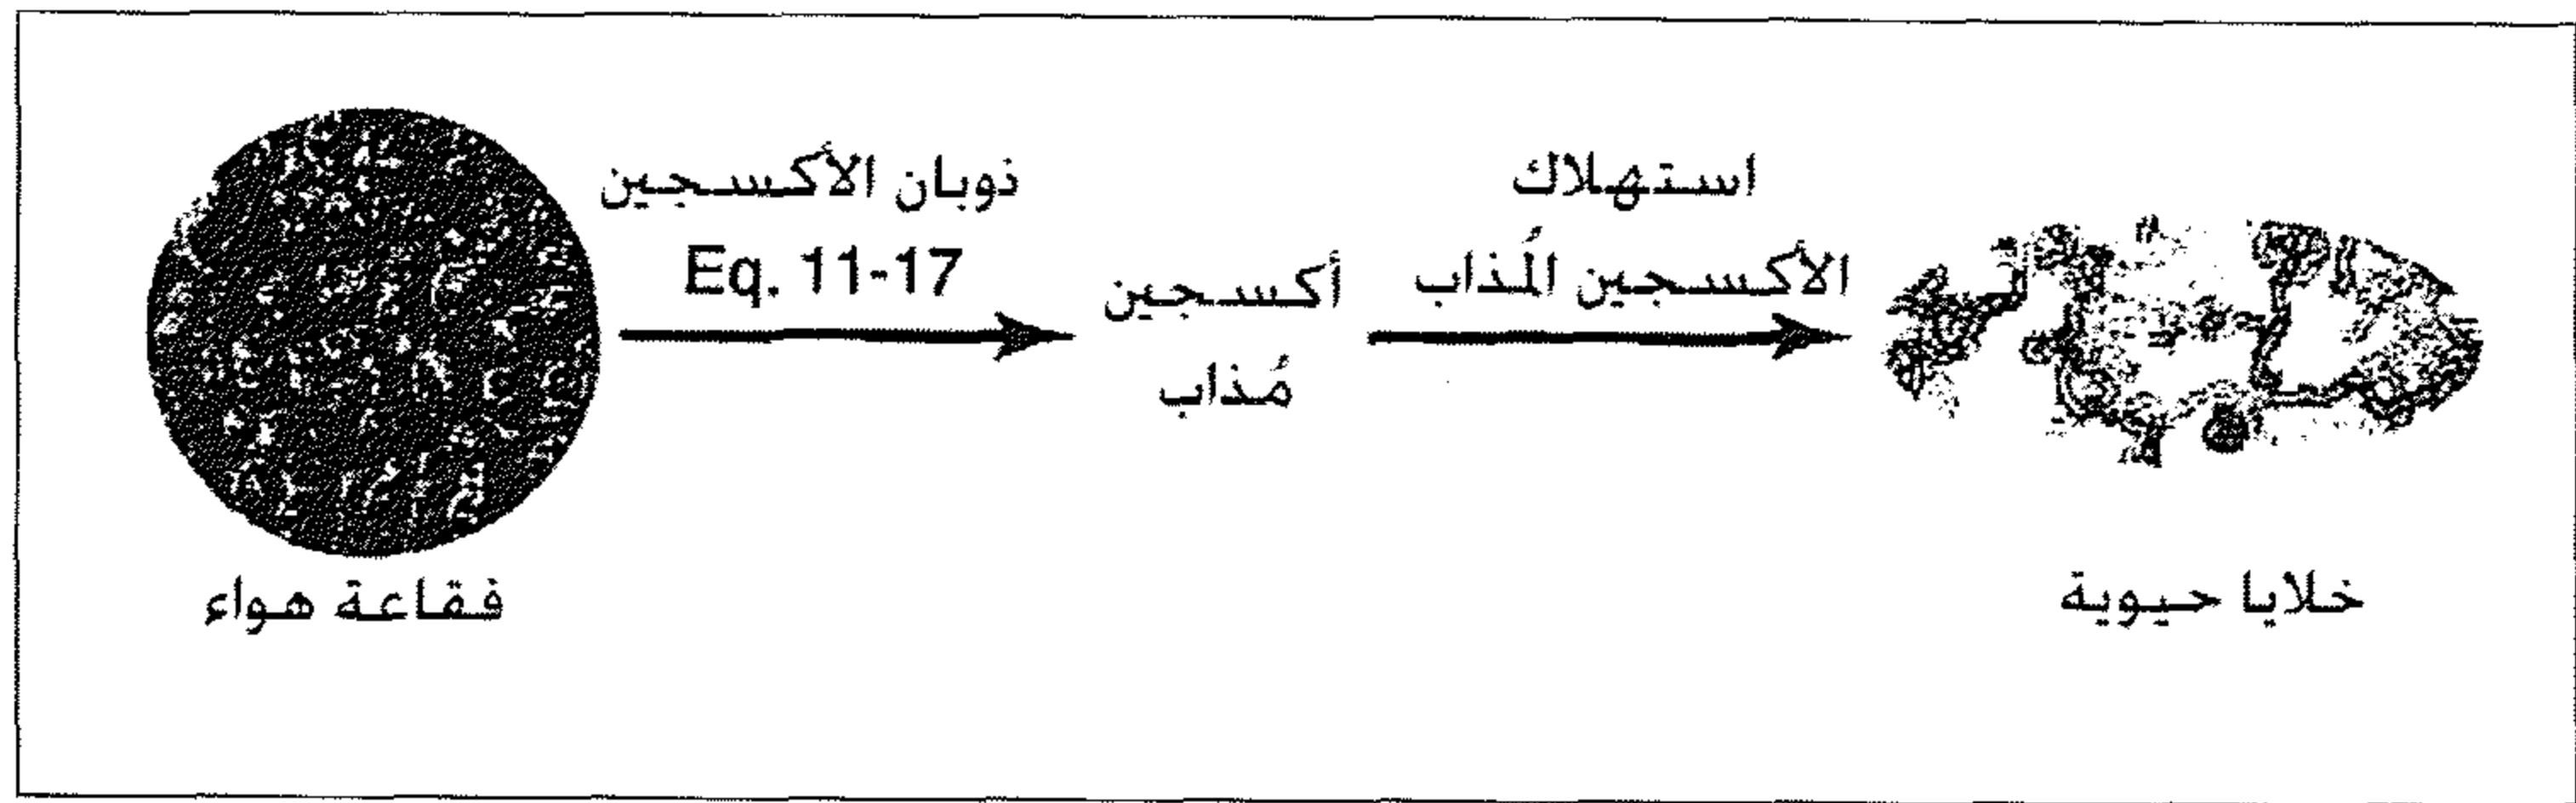 ذوبان الأكسجين
Eq. 11-17
أكسجين
مُذاب
استهلاك
الأكسجين المُذاب
فقاعة هواء
خلايا حيوية